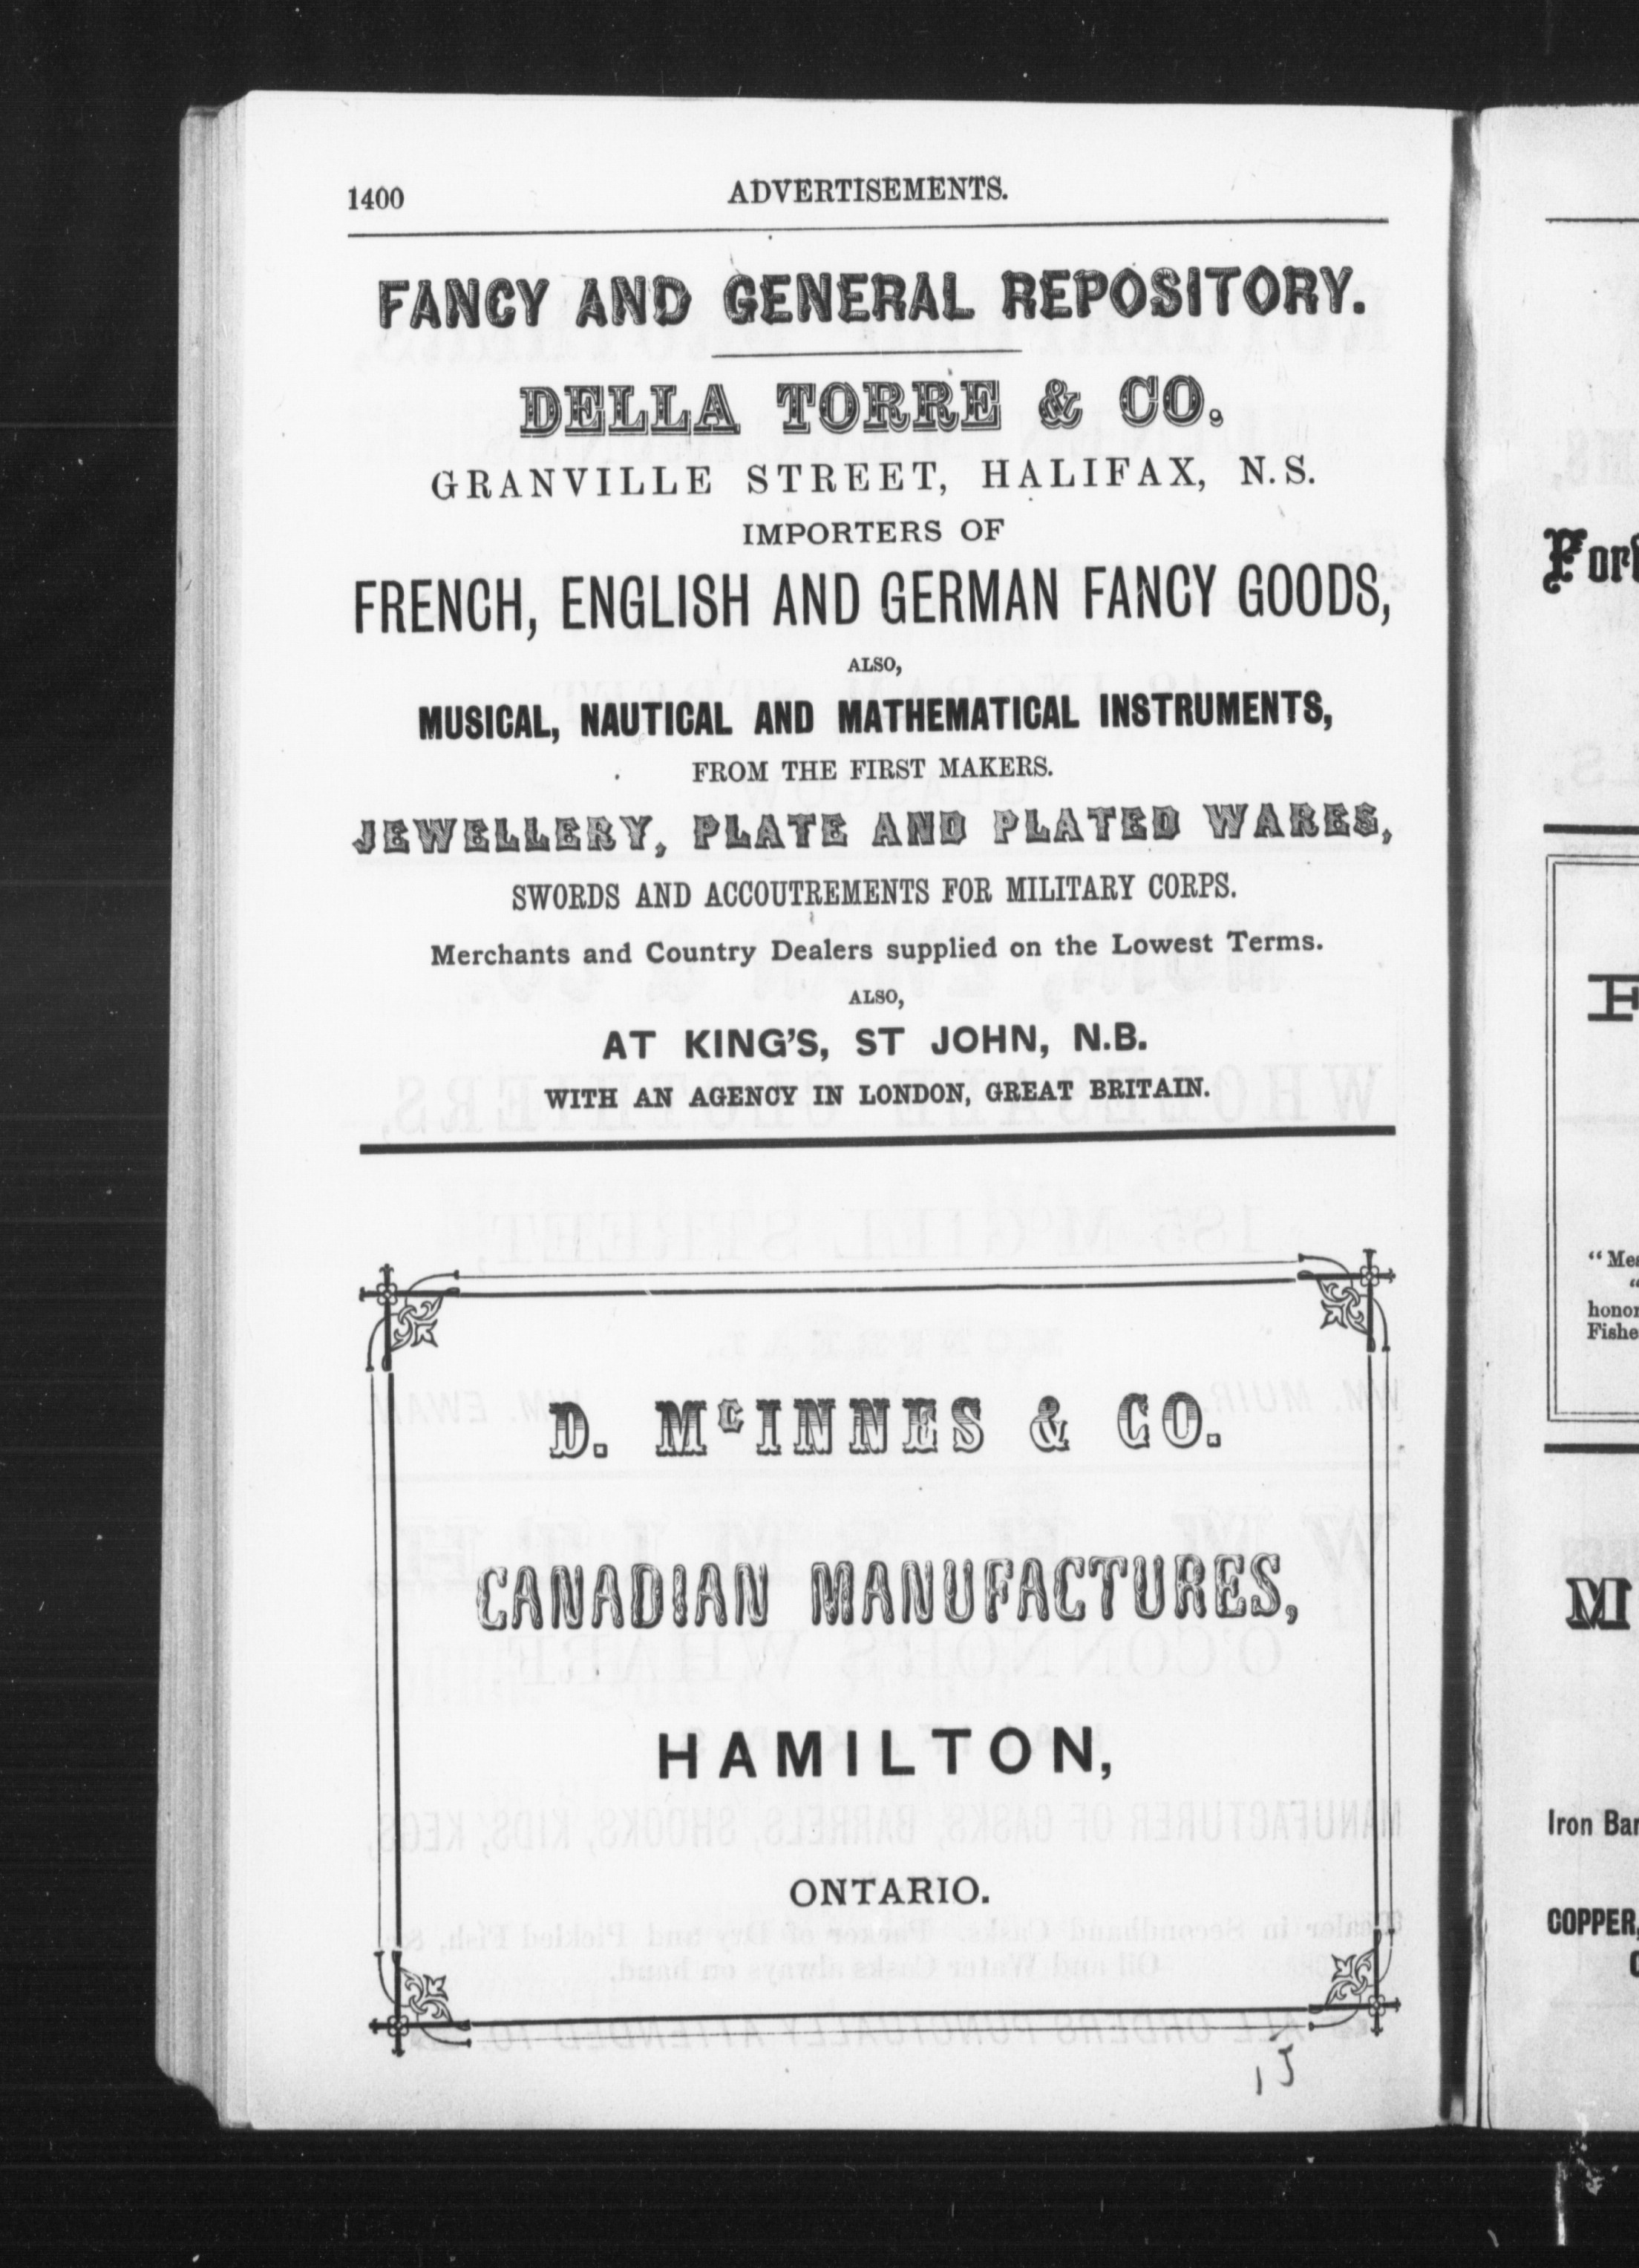 1400
ADVERTISEMENTS.
FANCY AND GENERAL REPOSITORY.
DELLA TORRE & CO.
GRANVILLE STREET, HALIFAX, N.S.
IMPORTERS OF
FRENCH, ENGLISH AND GERMAN FANCY GOODS,
ALSO,
MUSICAL, NAUTICAL AND MATHEMATICAL INSTRUMENTS,
FROM THE FIRST MAKERS.
JEWELLERY, PLATE AND PLATED WARES,
SWORDS AND ACCOUTREMENTS FOR MILITARY CORPS.
Merchants and Country Dealers supplied on the Lowest Terms.
ALSO,
AT KING'S, ST JOHN, N.B.
WITH AN AGENCY IN LONDON, GREAT BRITAIN.
D. McINNES & CO.
CANADIAN MANUFACTURES,
HAMILTON,
ONTARIO.
Iron
COPPER,